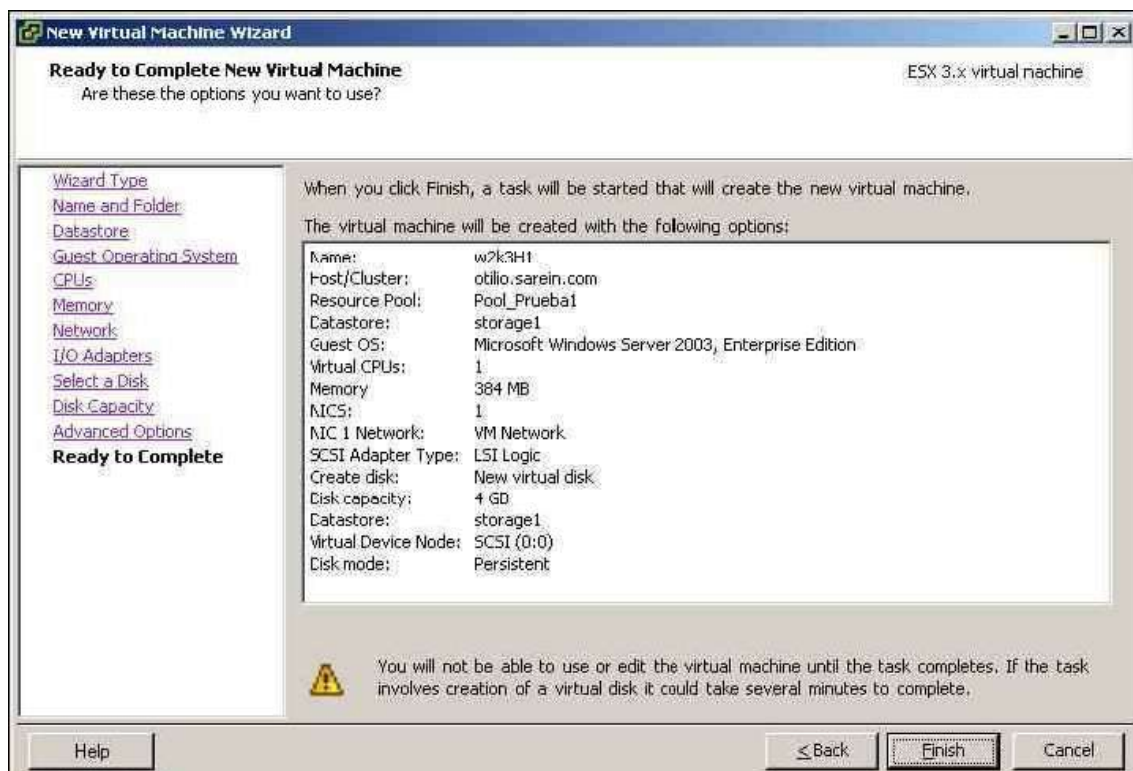 New Virtual Machine Wizard
Ready to Complete New Virtual Machine
Are these the options you want to use?
ESX 3.x virtual machine
Wizard Type
Name and Folder
Datastore
Guest Operating System
CPUs
Memory
Network
I/O Adapters
Select a Disk
Disk Capacity
Advanced Options
Ready to Complete
When you click Finish, a task will be started that will create the new virtual machine.
The virtual machine will be created with the following options:
Name: w2k3H1
Host/Cluster: otilio.sarein.com
Resource Pool: Pool_Prueba1
Datastore: storage1
Guest OS: Microsoft Windows Server 2003, Enterprise Edition
Virtual CPUs: 1
Memory 384 MB
NICS: 1
NIC 1 Network: VM Network
SCSI Adapter Type: LSI Logic
Create disk: New virtual disk
Disk capacity: 4 GB
Datastore: storage1
Virtual Device Node: SCSI (0:0)
Disk mode: Persistent
You will not be able to use or edit the virtual machine until the task completes. If the task
involves creation of a virtual disk it could take several minutes to complete.
Help
≤ Back
Finish
Cancel